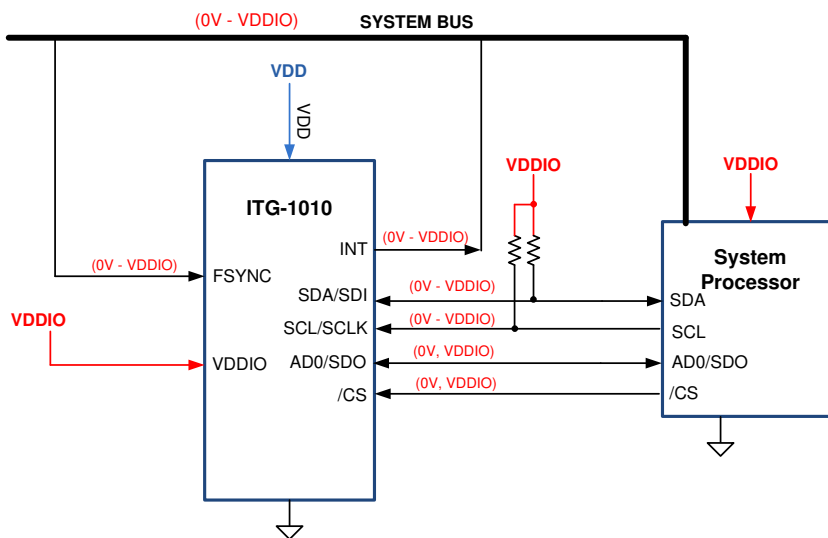 (0V - VDDIO) SYSTEM BUS
VDD
VDD
VDDIO
VDDIO
ITG-1010
System
Processor
INT (0V - VDDIO)
(0V - VDDIO) FSYNC
SDA/SDI (0V - VDDIO) SDA
SCL/SCLK (0V - VDDIO) SCL
VDDIO
VDDIO AD0/SDO (0V, VDDIO) AD0/SDO
/CS (0V, VDDIO) /CS